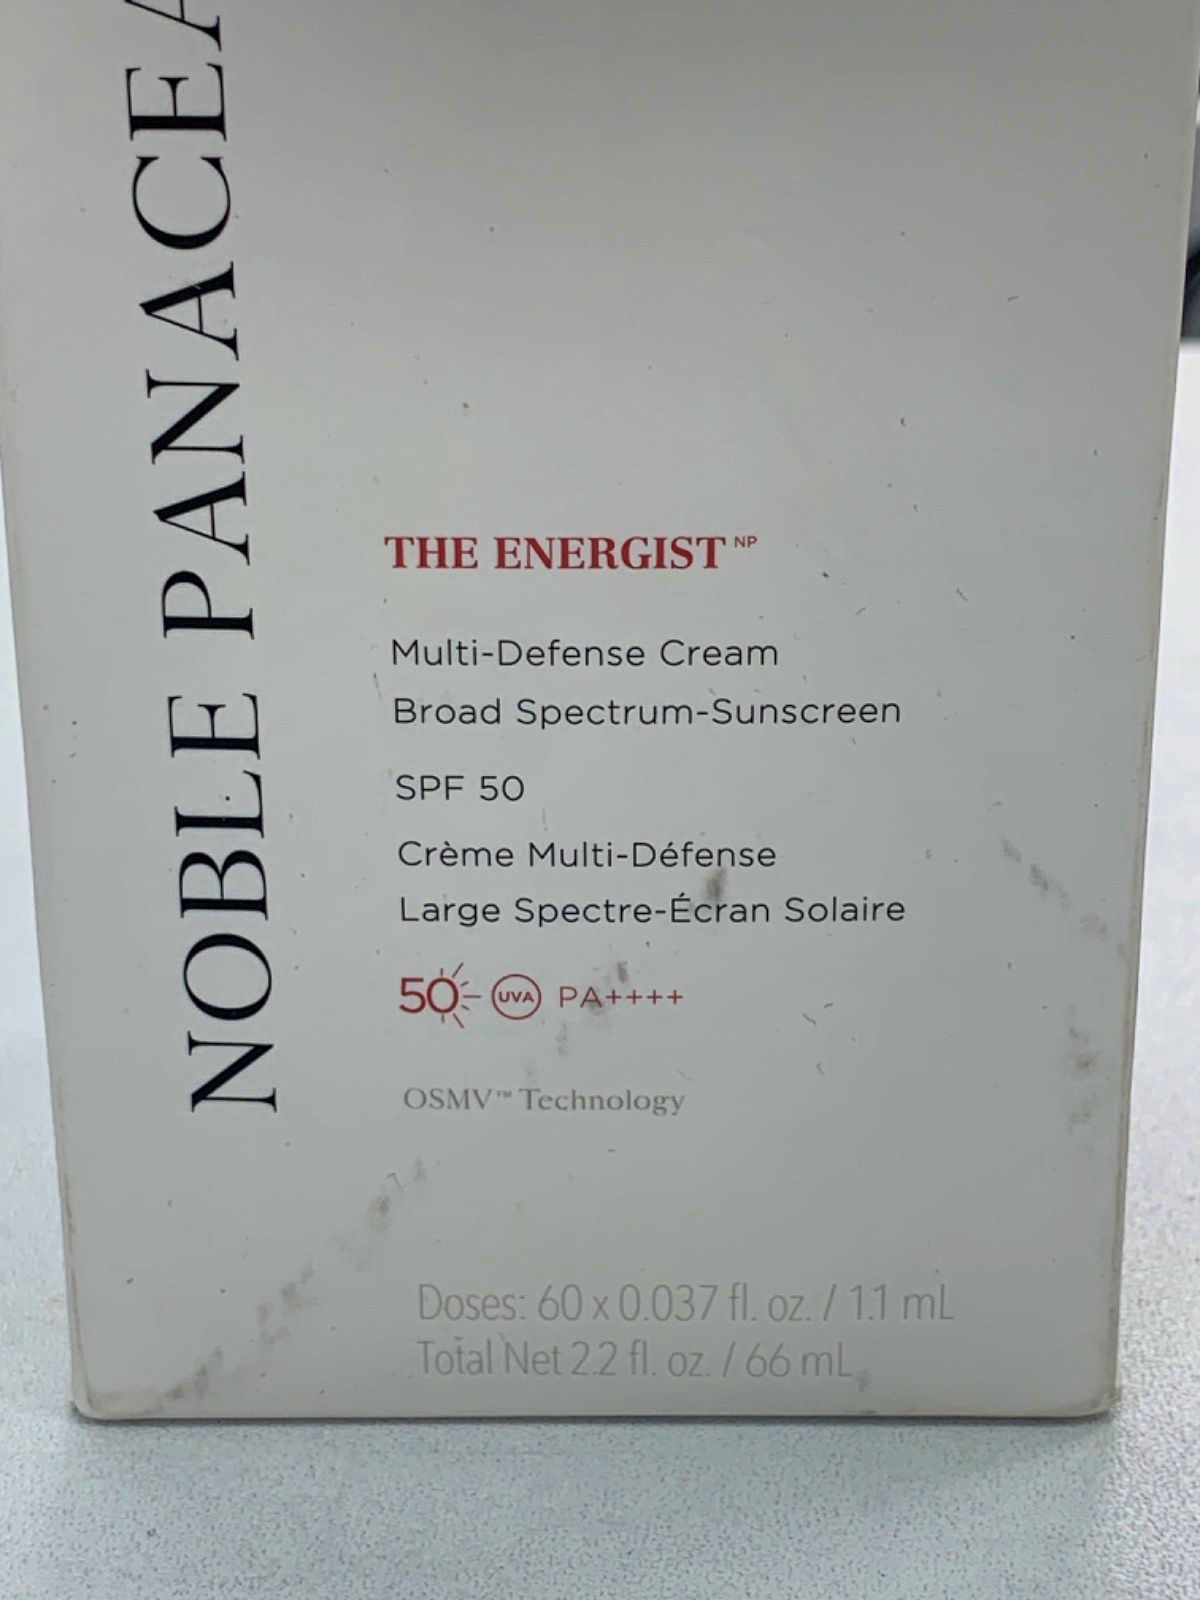 NOBLE PANACEA
THE ENERGIST NP
Multi-Defense Cream
Broad Spectrum-Sunscreen
SPF 50
Crème Multi-Défense
Large Spectre-Écran Solaire
50 UVA PA++++
OSMV™ Technology
Doses: 60 x 0.037 fl. oz. / 1.1 mL
Total Net 2.2 fl. oz. / 66 mL